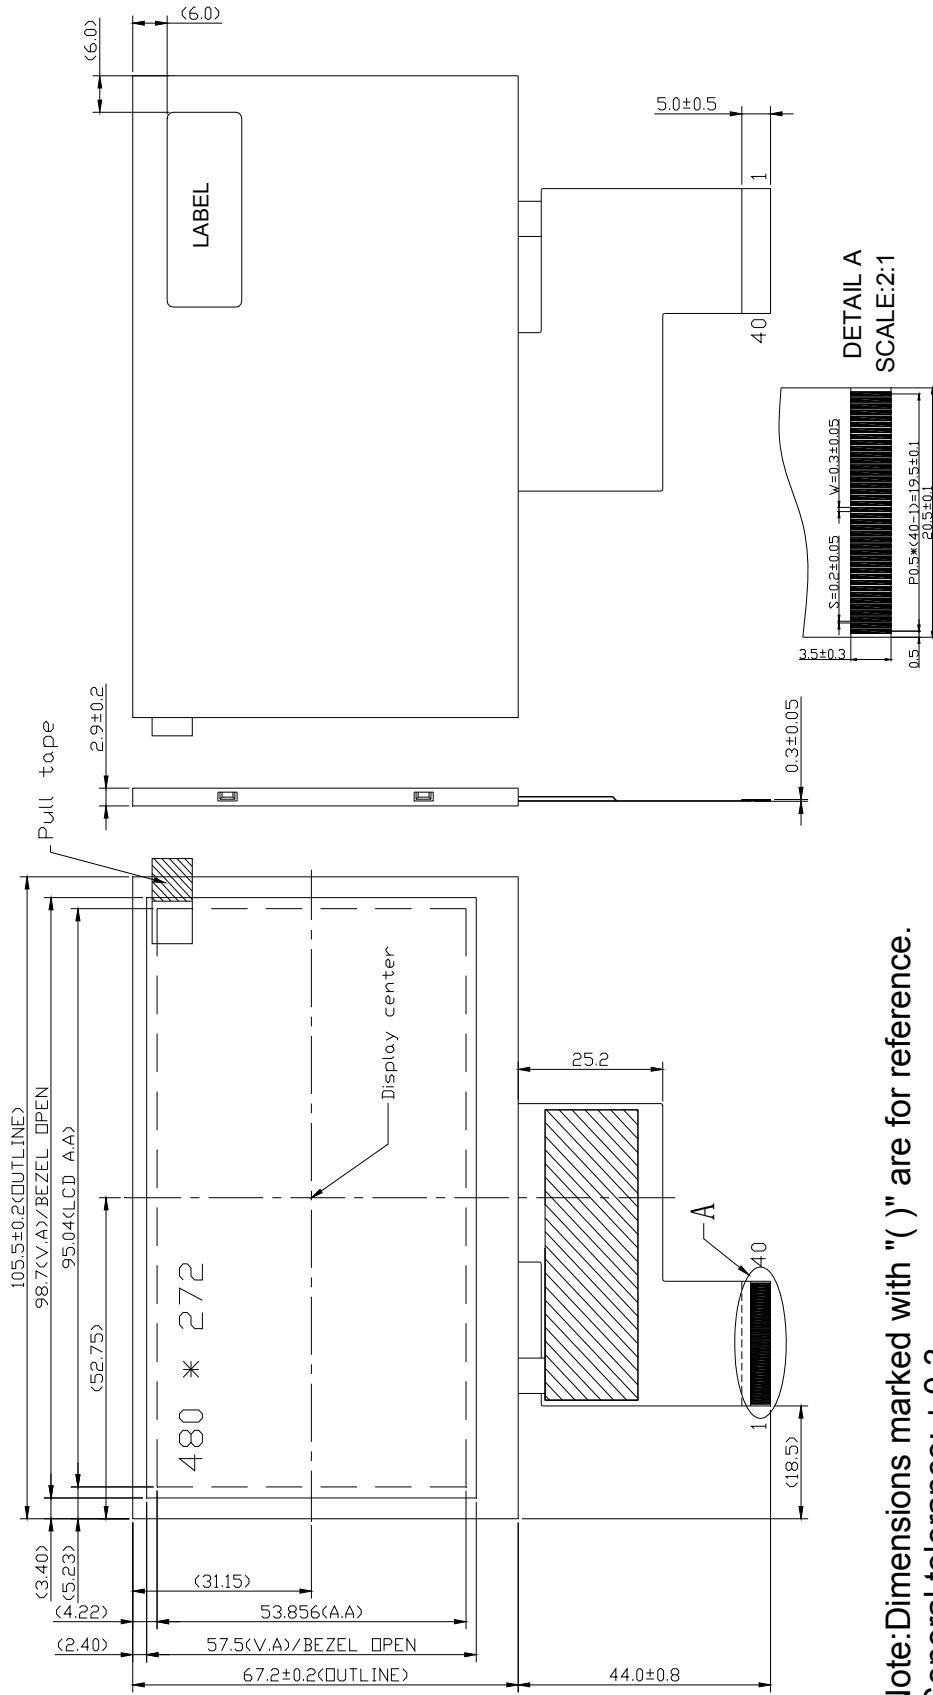 105.5±0.2(OUTLINE)
98.7(V.A)/BEZEL OPEN
95.04(LCD A.A)
(52.75)
(3.40)
(5.23)
(4.22)
(2.40)
(31.15)
53.856(A.A)
57.5(V.A)/BEZEL OPEN
67.2±0.2(OUTLINE)
44.0±0.8
480 * 272
Display center
Pull tape
25.2
A
1
40
(18.5)
2.9±0.2
0.3±0.05
(6.0)
(6.0)
LABEL
5.0±0.5
40
1
DETAIL A
SCALE:2:1
S=0.2±0.05
W=0.3±0.05
3.5±0.3
0.5
P0.5*(40-1)=19.5±0.1
20.5±0.1
Note:Dimensions marked with "( )" are for reference.